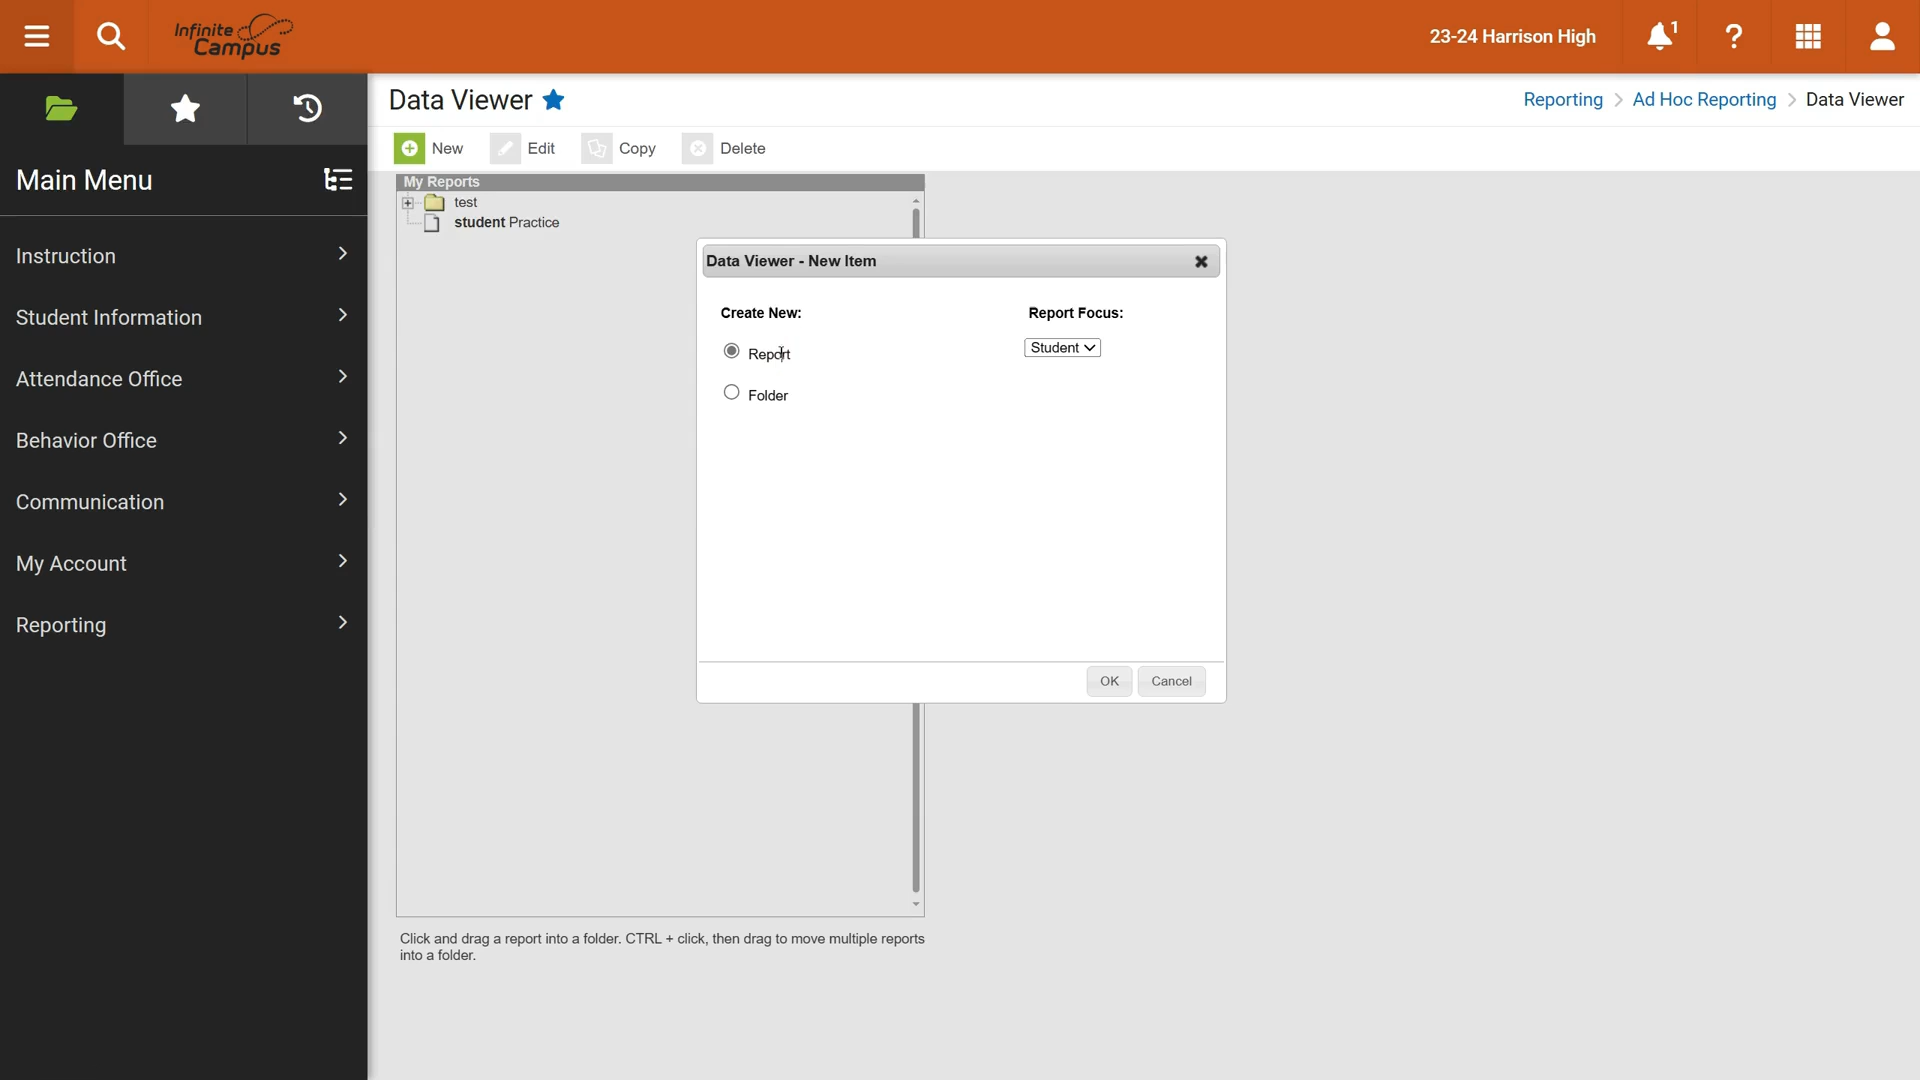 Infinite Campus
23-24 Harrison High
1
?
Data Viewer
Reporting > Ad Hoc Reporting > Data Viewer
New Edit Copy Delete
Main Menu
Instruction
Student Information
Attendance Office
Behavior Office
Communication
My Account
Reporting
My Reports
test
student Practice
Data Viewer - New Item
Create New: Report Focus:
Report Student
Folder
OK Cancel
Click and drag a report into a folder. CTRL + click, then drag to move multiple reports
into a folder.